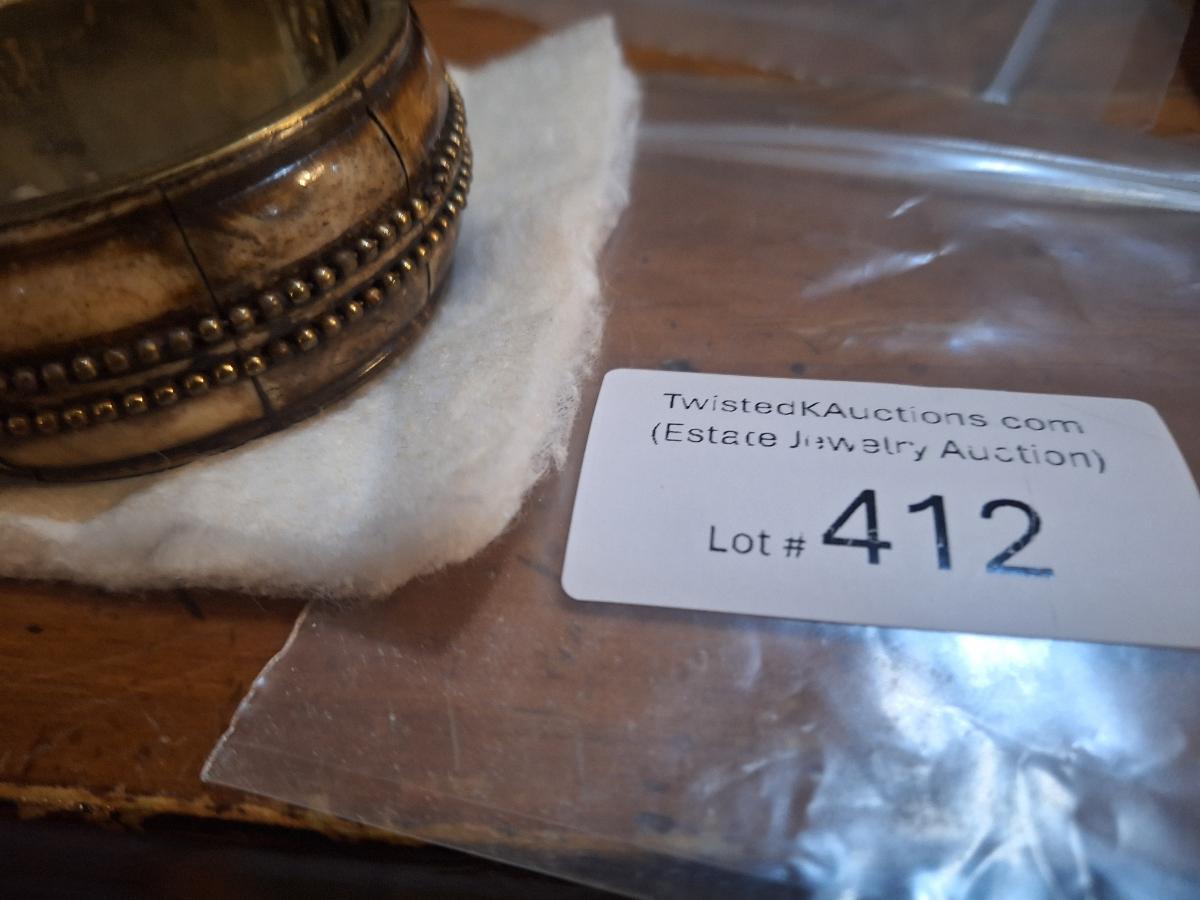 TwistedKAuctions.com
(Estate Jewelry Auction)
Lot # 412